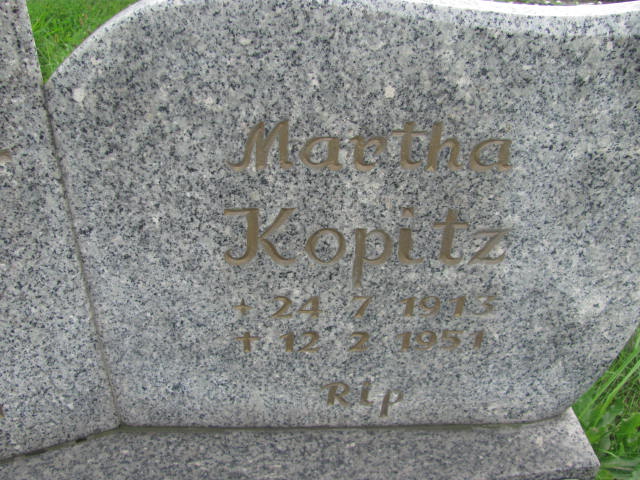 Martha
Kopitz
+ 24 7 1913
† 12 2 1951
RIP